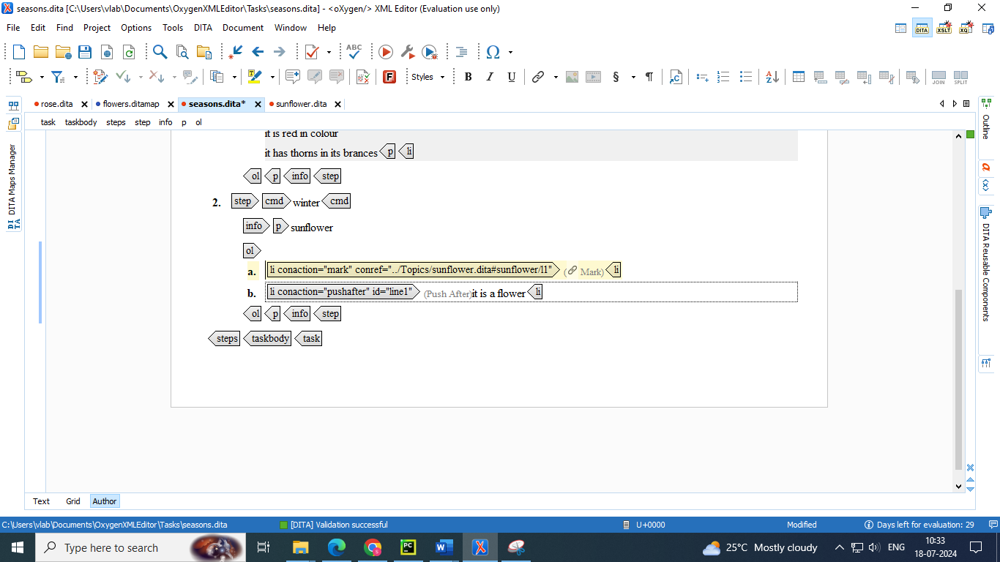 seasons.dita [C:\Users\vlab\Documents\OxygenXMLEditor\Tasks\seasons.dita] - <oXygen/> XML Editor (Evaluation use only)
File Edit Find Project Options Tools DITA Document Window Help
DITA XSLT XQ
ABC
Styles B I U § ¶ JOIN SPLIT
rose.dita flowers.ditamap seasons.dita* sunflower.dita
task taskbody steps step info p ol
DITA Maps Manager
Outline
DITA Reusable Components
it is red in colour
it has thorns in its brances p li
ol p info step
2. step cmd winter cmd
info p sunflower
ol
a. li conaction="mark" conref="../Topics/sunflower.dita#sunflower/l1" ( Mark) li
b. li conaction="pushafter" id="line1" (Push After)it is a flower li
ol p info step
steps taskbody task
Text Grid Author
C:\Users\vlab\Documents\OxygenXMLEditor\Tasks\seasons.dita [DITA] Validation successful U+0000 Modified Days left for evaluation: 29
Type here to search 25°C Mostly cloudy ENG 10:33
18-07-2024